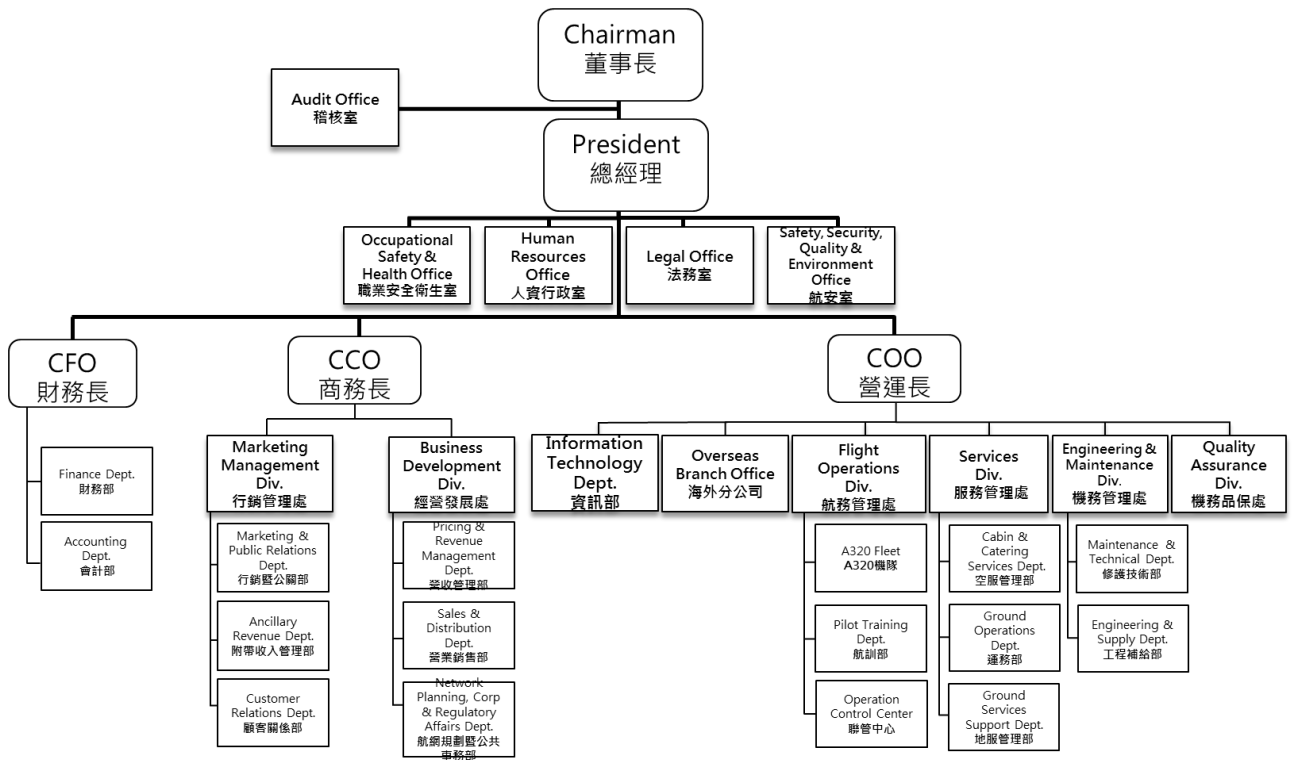 Chairman
董事長
Audit Office
稽核室
President
總經理
Occupational
Safety &
Health Office
職業安全衛生室
Human
Resources
Office
人資行政室
Legal Office
法務室
Safety, Security,
Quality &
Environment
Office
航安室
CFO
財務長
CCO
商務長
COO
營運長
Finance Dept.
財務部
Accounting
Dept.
會計部
Marketing
Management
Div.
行銷管理處
Marketing &
Public Relations
Dept.
行銷暨公關部
Ancillary
Revenue Dept.
附帶收入管理部
Customer
Relations Dept.
顧客關係部
Business
Development
Div.
經營發展處
Pricing &
Revenue
Management
Dept.
營收管理部
Sales &
Distribution
Dept.
營業銷售部
Network
Planning, Corp
& Regulatory
Affairs Dept.
航網規劃暨公共
事務部
Information
Technology
Dept.
資訊部
Overseas
Branch Office
海外分公司
Flight
Operations
Div.
航務管理處
A320 Fleet
A320機隊
Pilot Training
Dept.
航訓部
Operation
Control Center
聯管中心
Services
Div.
服務管理處
Cabin &
Catering
Services Dept.
空服管理部
Ground
Operations
Dept.
運務部
Ground
Services
Support Dept.
地服管理部
Engineering &
Maintenance
Div.
機務管理處
Maintenance &
Technical Dept.
修護技術部
Engineering &
Supply Dept.
工程補給部
Quality
Assurance
Div.
機務品保處